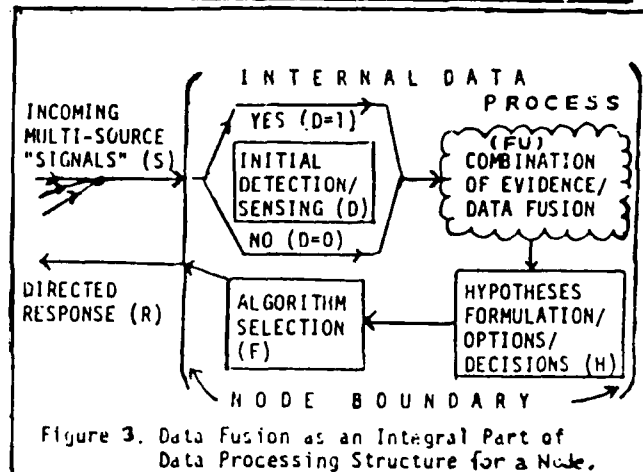 INTERNAL DATA
PROCESS
INCOMING
MULTI-SOURCE
"SIGNALS" (S)
YES (D=1)
INITIAL
DETECTION/
SENSING (D)
NO (D=0)
(FU)
COMBINATION
OF EVIDENCE/
DATA FUSION
HYPOTHESES
FORMULATION/
OPTIONS/
DECISIONS (H)
ALGORITHM
SELECTION
(F)
DIRECTED
RESPONSE (R)
NODE BOUNDARY
Figure 3. Data Fusion as an Integral Part of
Data Processing Structure for a Node.